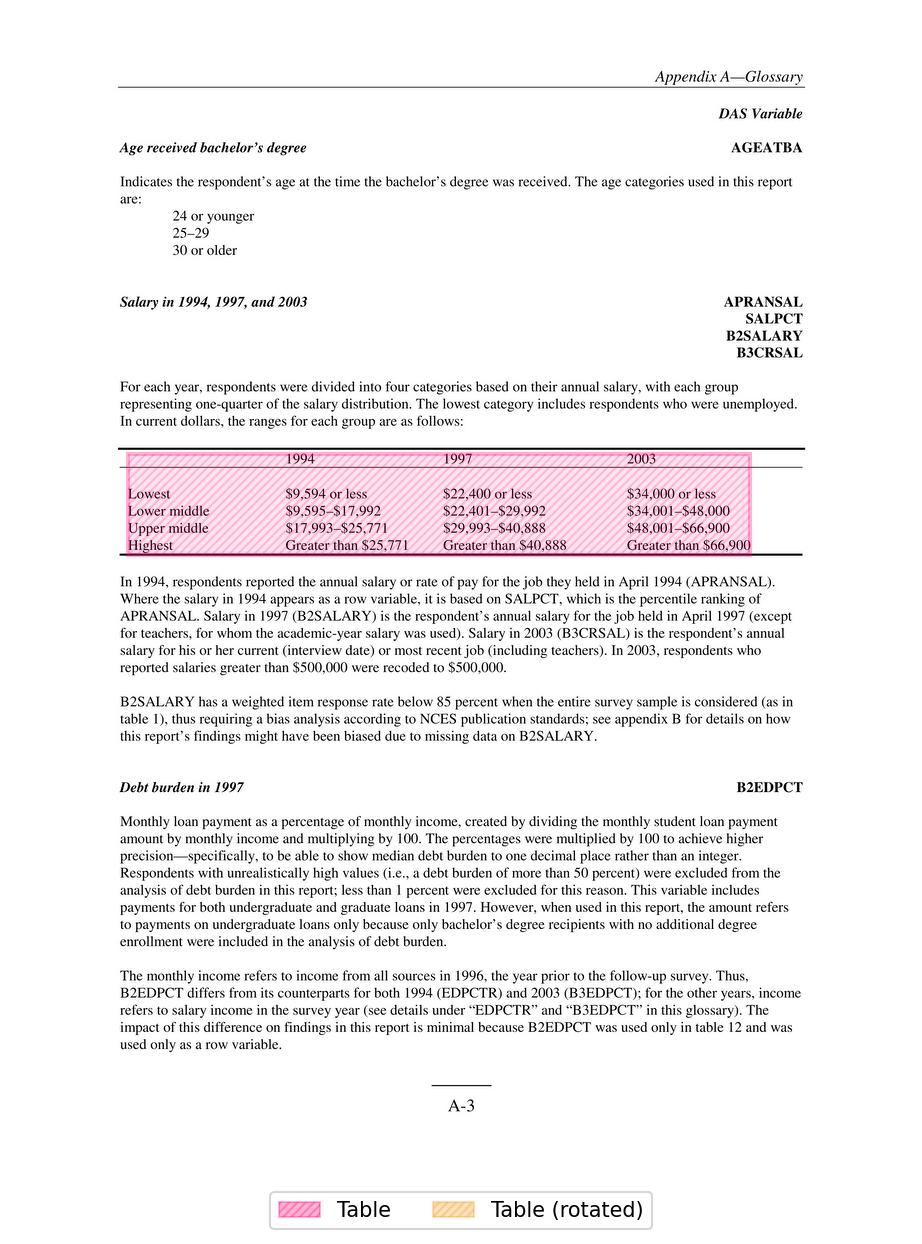 Appendix A—Glossary
DAS Variable
Age received bachelor's degree AGEATBA
Indicates the respondent's age at the time the bachelor's degree was received. The age categories used in this report
are:
24 or younger
25–29
30 or older
Salary in 1994, 1997, and 2003 APRANSAL
SALPCT
B2SALARY
B3CRSAL
For each year, respondents were divided into four categories based on their annual salary, with each group
representing one-quarter of the salary distribution. The lowest category includes respondents who were unemployed.
In current dollars, the ranges for each group are as follows:
1994 1997 2003
Lowest $9,594 or less $22,400 or less $34,000 or less
Lower middle $9,595–$17,992 $22,401–$29,992 $34,001–$48,000
Upper middle $17,993–$25,771 $29,993–$40,888 $48,001–$66,900
Highest Greater than $25,771 Greater than $40,888 Greater than $66,900
In 1994, respondents reported the annual salary or rate of pay for the job they held in April 1994 (APRANSAL).
Where the salary in 1994 appears as a row variable, it is based on SALPCT, which is the percentile ranking of
APRANSAL. Salary in 1997 (B2SALARY) is the respondent's annual salary for the job held in April 1997 (except
for teachers, for whom the academic-year salary was used). Salary in 2003 (B3CRSAL) is the respondent's annual
salary for his or her current (interview date) or most recent job (including teachers). In 2003, respondents who
reported salaries greater than $500,000 were recoded to $500,000.
B2SALARY has a weighted item response rate below 85 percent when the entire survey sample is considered (as in
table 1), thus requiring a bias analysis according to NCES publication standards; see appendix B for details on how
this report's findings might have been biased due to missing data on B2SALARY.
Debt burden in 1997 B2EDPCT
Monthly loan payment as a percentage of monthly income, created by dividing the monthly student loan payment
amount by monthly income and multiplying by 100. The percentages were multiplied by 100 to achieve higher
precision—specifically, to be able to show median debt burden to one decimal place rather than an integer.
Respondents with unrealistically high values (i.e., a debt burden of more than 50 percent) were excluded from the
analysis of debt burden in this report; less than 1 percent were excluded for this reason. This variable includes
payments for both undergraduate and graduate loans in 1997. However, when used in this report, the amount refers
to payments on undergraduate loans only because only bachelor's degree recipients with no additional degree
enrollment were included in the analysis of debt burden.
The monthly income refers to income from all sources in 1996, the year prior to the follow-up survey. Thus,
B2EDPCT differs from its counterparts for both 1994 (EDPCTR) and 2003 (B3EDPCT); for the other years, income
refers to salary income in the survey year (see details under “EDPCTR” and “B3EDPCT” in this glossary). The
impact of this difference on findings in this report is minimal because B2EDPCT was used only in table 12 and was
used only as a row variable.
A-3
Table Table (rotated)